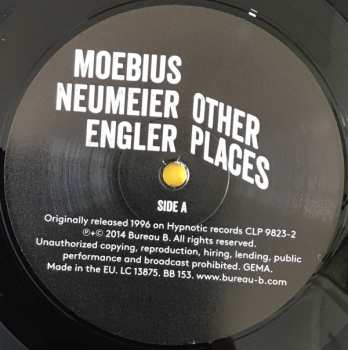 MOEBIUS
NEUMEIER OTHER
ENGLER PLACES
SIDE A
Originally released 1996 on Hypnotic records CLP 9823-2
℗+© 2014 Bureau B. All rights reserved.
Unauthorized copying, reproduction, hiring, lending, public
performance and broadcast prohibited. GEMA.
Made in the EU. LC 13875. BB 153. www.bureau-b.com